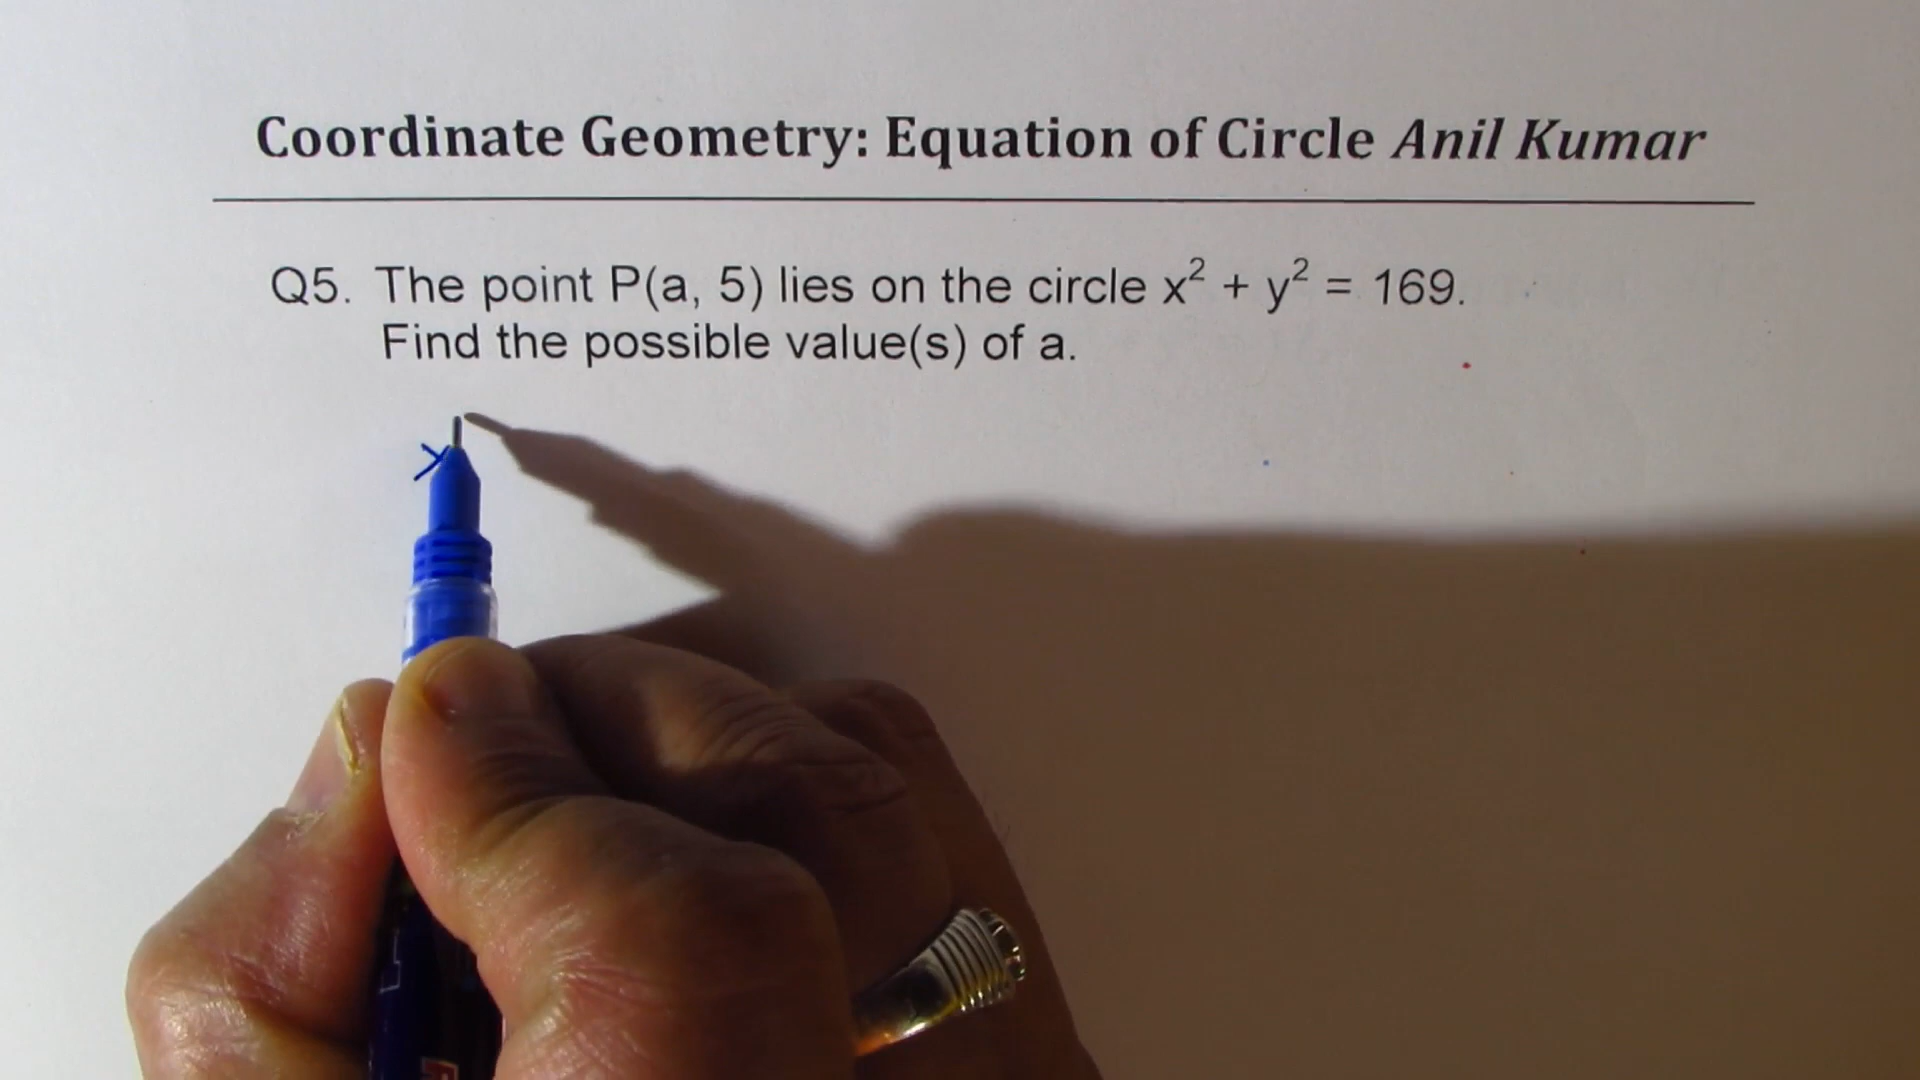 Coordinate Geometry: Equation of Circle Anil Kumar
Q5. The point P(a, 5) lies on the circle x² + y² = 169.
Find the possible value(s) of a.
x